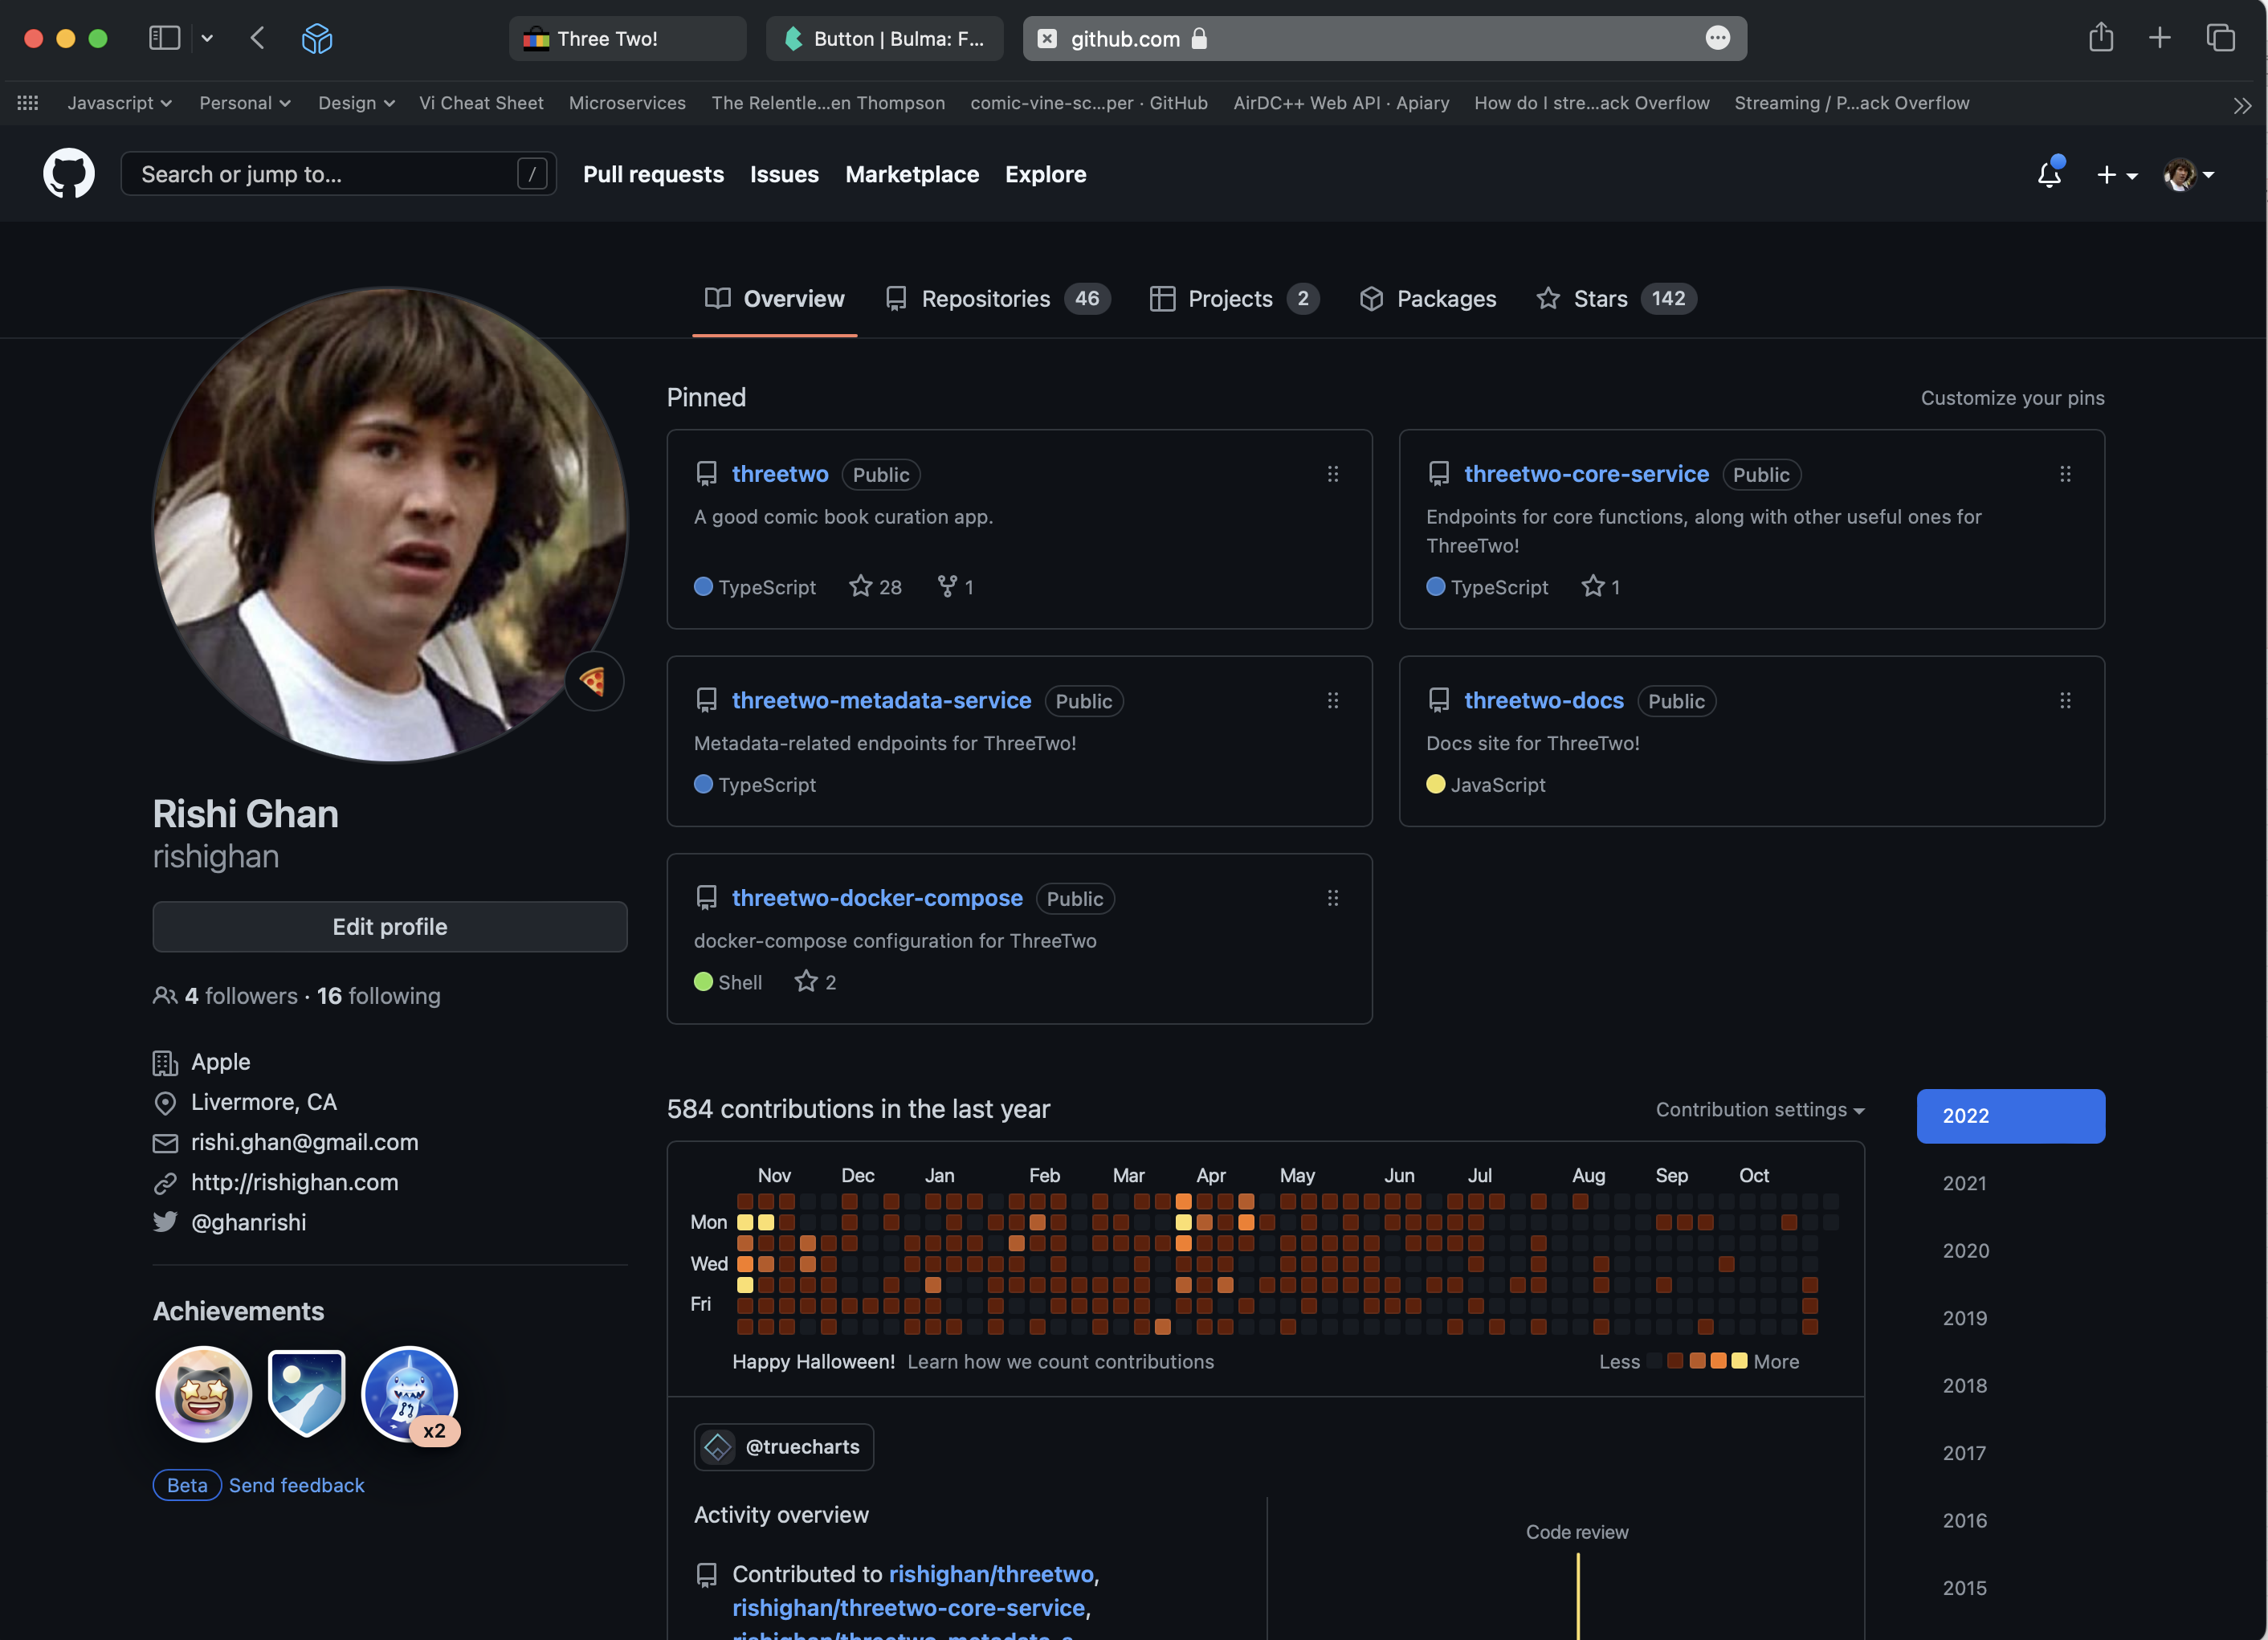 Three Two!
Button | Bulma: F...
github.com
Javascript
Personal
Design
Vi Cheat Sheet
Microservices
The Relentle...en Thompson
comic-vine-sc...per · GitHub
AirDC++ Web API · Apiary
How do I stre...ack Overflow
Streaming / P...ack Overflow
Search or jump to...
/
Pull requests
Issues
Marketplace
Explore
Overview
Repositories 46
Projects 2
Packages
Stars 142
Rishi Ghan
rishighan
Edit profile
4 followers · 16 following
Apple
Livermore, CA
rishi.ghan@gmail.com
http://rishighan.com
@ghanrishi
Achievements
x2
Beta Send feedback
Pinned
Customize your pins
threetwo Public
A good comic book curation app.
TypeScript 28 1
threetwo-core-service Public
Endpoints for core functions, along with other useful ones for
ThreeTwo!
TypeScript 1
threetwo-metadata-service Public
Metadata-related endpoints for ThreeTwo!
TypeScript
threetwo-docs Public
Docs site for ThreeTwo!
JavaScript
threetwo-docker-compose Public
docker-compose configuration for ThreeTwo
Shell 2
584 contributions in the last year
Contribution settings
Nov Dec Jan Feb Mar Apr May Jun Jul Aug Sep Oct
Mon
Wed
Fri
Happy Halloween! Learn how we count contributions
Less More
@truecharts
Activity overview
Contributed to rishighan/threetwo,
rishighan/threetwo-core-service,
Code review
2022
2021
2020
2019
2018
2017
2016
2015